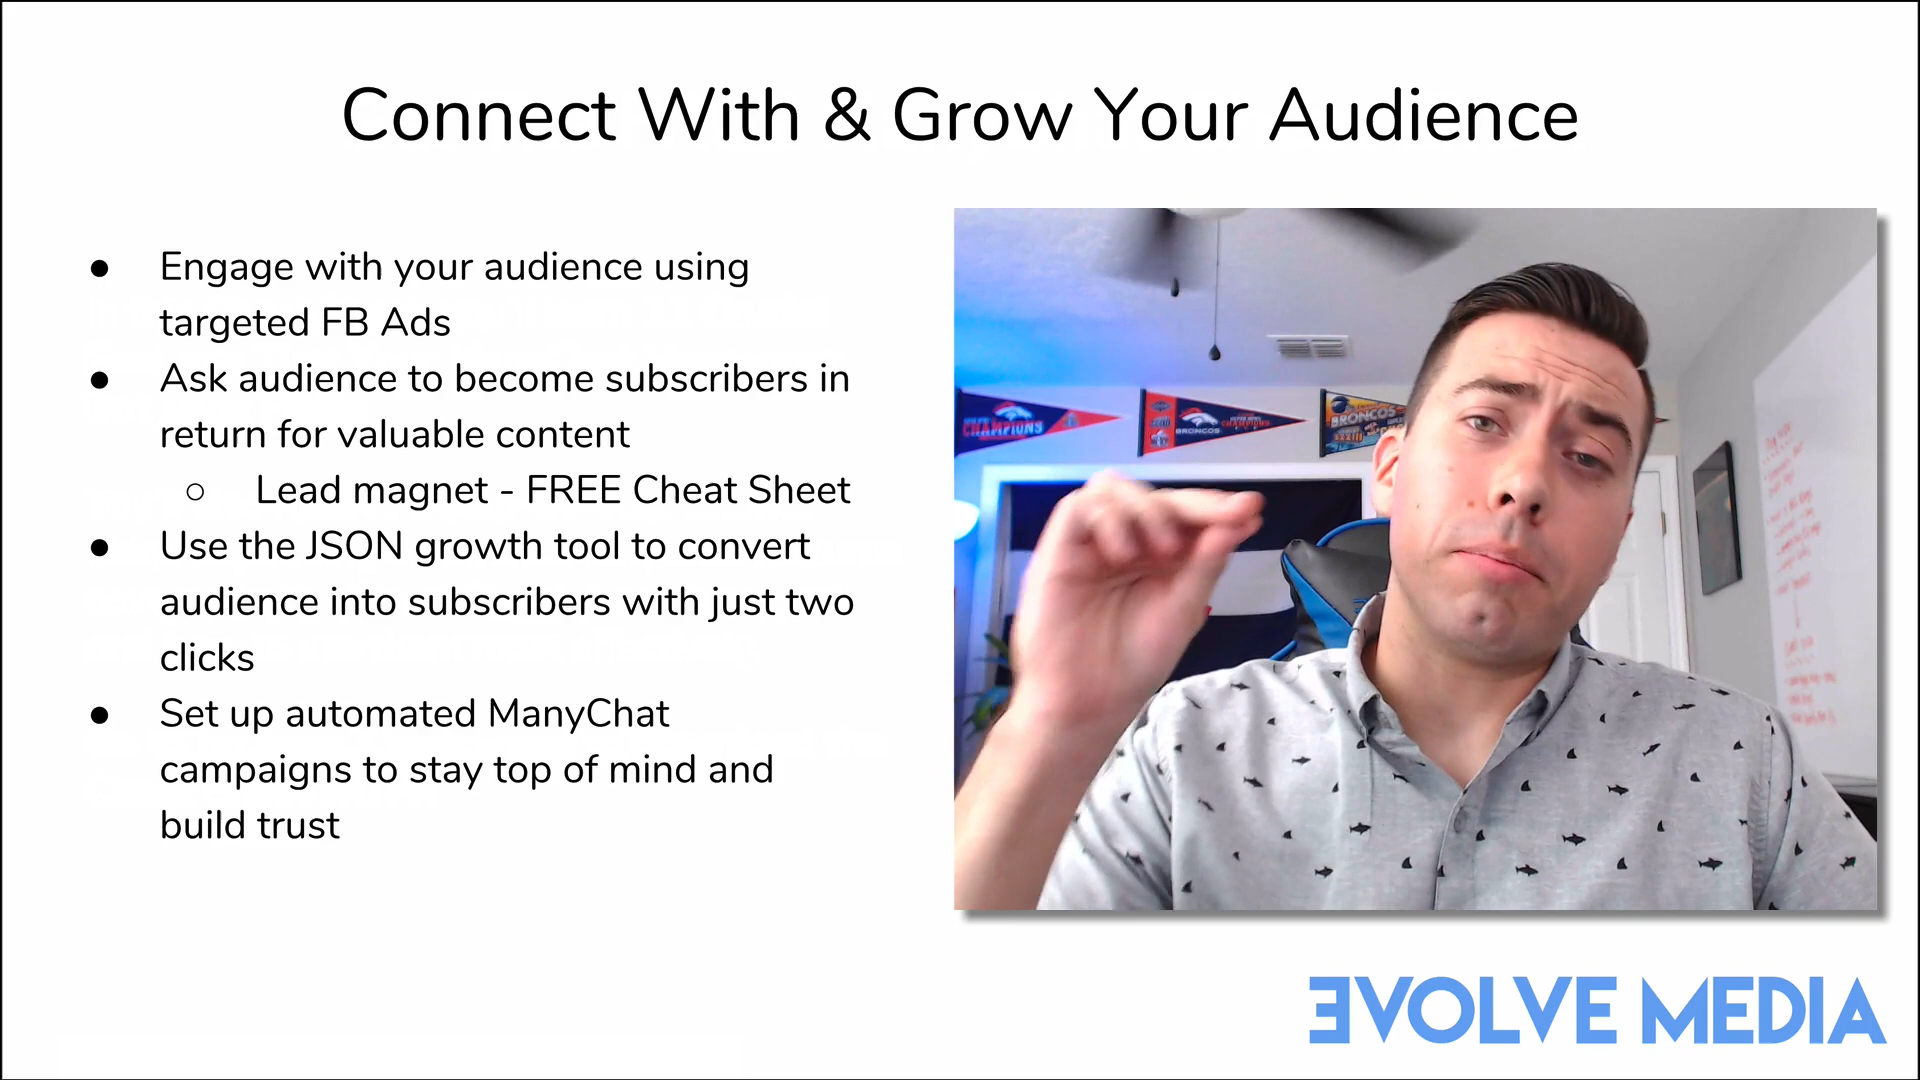 Connect With & Grow Your Audience
● Engage with your audience using
targeted FB Ads
● Ask audience to become subscribers in
return for valuable content
○ Lead magnet - FREE Cheat Sheet
● Use the JSON growth tool to convert
audience into subscribers with just two
clicks
● Set up automated ManyChat
campaigns to stay top of mind and
build trust
CHAMPIONS
BRONCOS
CHAMPIONS
BRONCOS
XXXIII
EVOLVE MEDIA